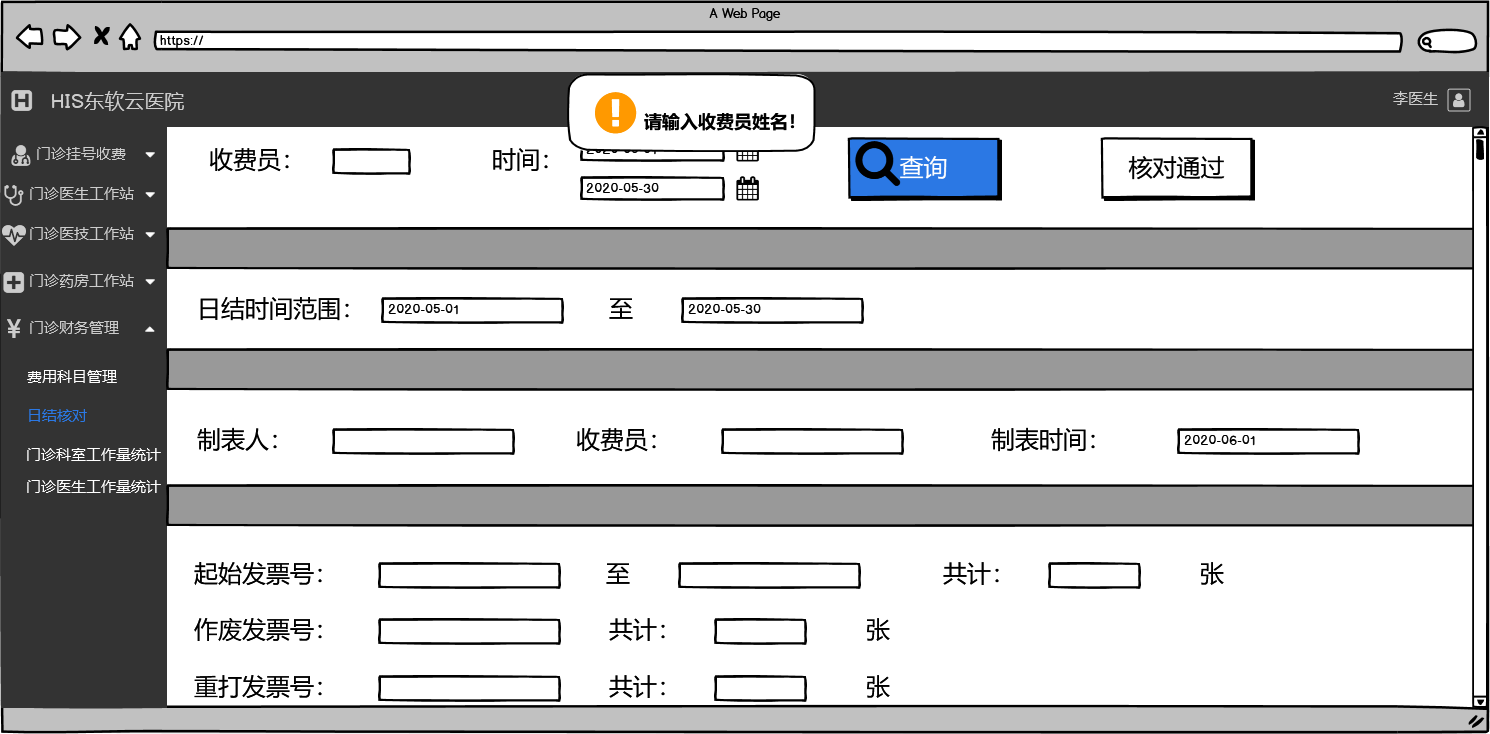 A Web Page
https://
HIS东软云医院
李医生
请输入收费员姓名!
门诊挂号收费
门诊医生工作站
门诊医技工作站
门诊药房工作站
门诊财务管理
费用科目管理
日结核对
门诊科室工作量统计
门诊医生工作量统计
收费员：
时间：
2020-05-30
查询
核对通过
日结时间范围：
2020-05-01
至
2020-05-30
制表人：
收费员：
制表时间：
2020-06-01
起始发票号：
至
共计：
张
作废发票号：
共计：
张
重打发票号：
共计：
张